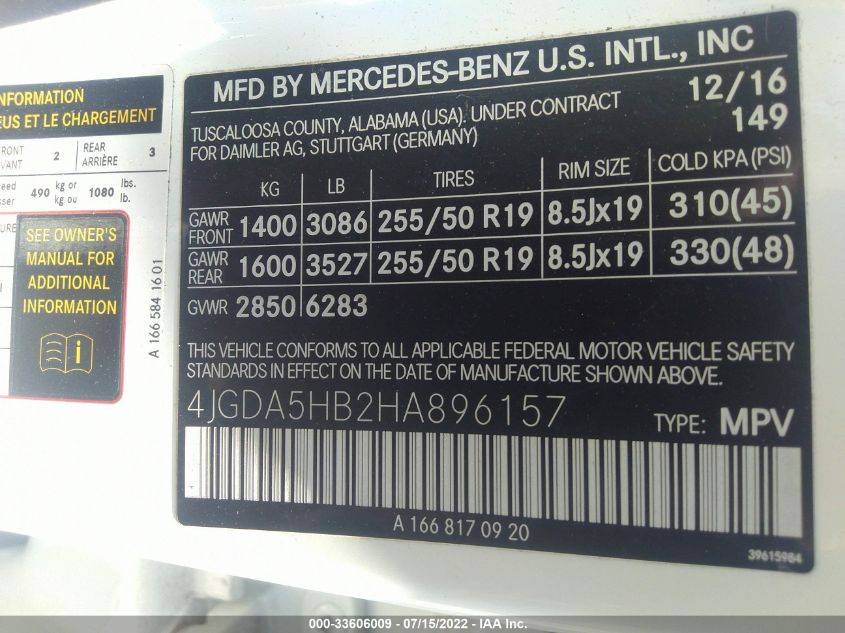 INFORMATION
EUS ET LE CHARGEMENT
FRONT 2 REAR 3
ARRIÈRE
490 kg or 1080 lbs.
kg ou lb.
SEE OWNER'S
MANUAL FOR
ADDITIONAL
INFORMATION
i
A 166 584 16 01
MFD BY MERCEDES-BENZ U.S. INTL., INC
TUSCALOOSA COUNTY, ALABAMA (USA). UNDER CONTRACT 12/16
FOR DAIMLER AG, STUTTGART (GERMANY) 149
KG LB TIRES RIM SIZE COLD KPA (PSI)
GAWR
FRONT 1400 3086 255/50 R19 8.5Jx19 310(45)
GAWR
REAR 1600 3527 255/50 R19 8.5Jx19 330(48)
GVWR 2850 6283
THIS VEHICLE CONFORMS TO ALL APPLICABLE FEDERAL MOTOR VEHICLE SAFETY
STANDARDS IN EFFECT ON THE DATE OF MANUFACTURE SHOWN ABOVE.
4JGDA5HB2HA896157 TYPE: MPV
A 166 817 09 20
39615984
000-33606009 - 07/15/2022 - IAA Inc.